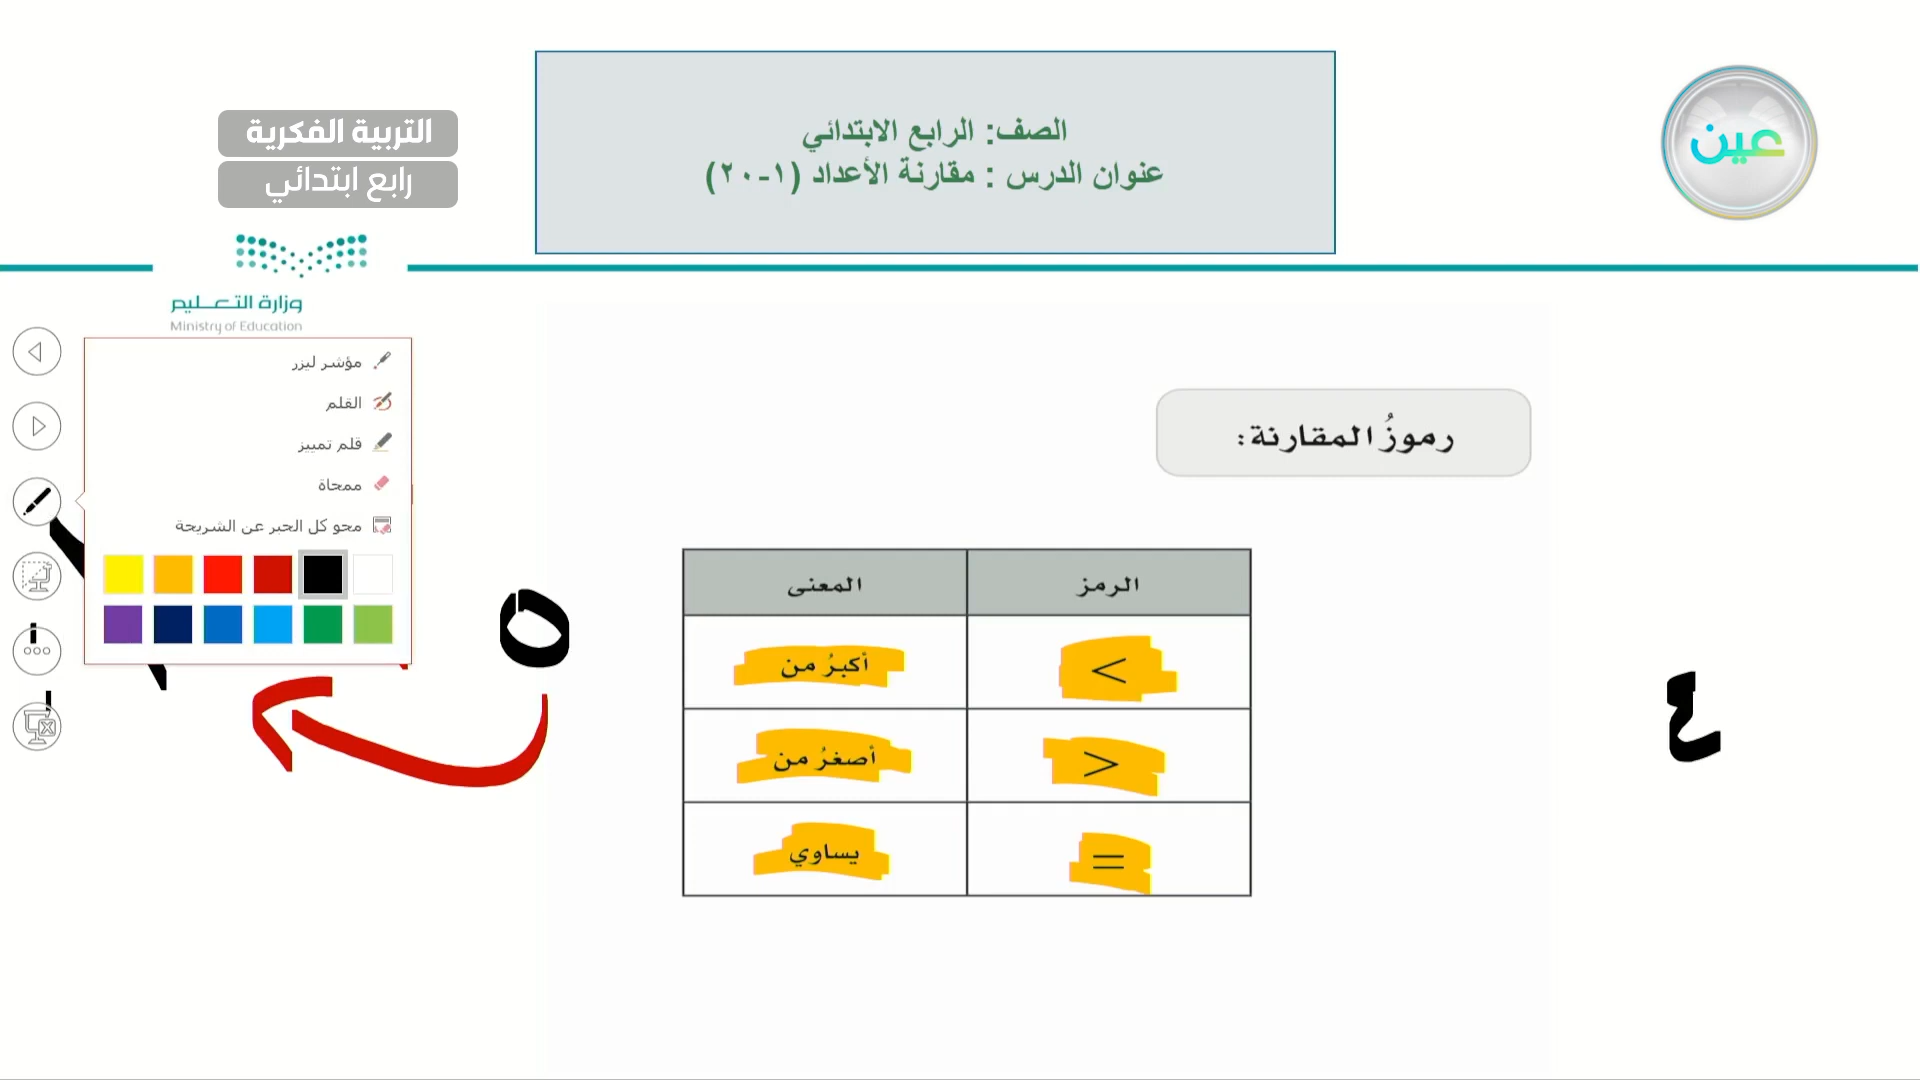 الصف: الرابع الابتدائي
عنوان الدرس : مقارنة الأعداد (١-٢٠)
عين
التربية الفكرية
رابع ابتدائي
وزارة التعليم
Ministry of Education
مؤشر ليزر
القلم
قلم تمييز
ممحاة
محو كل الحبر عن الشريحة
رموزُ المقارنة:
الرمز المعنى
< أكبرُ من
> أصغرُ من
= يساوي
٤
٥